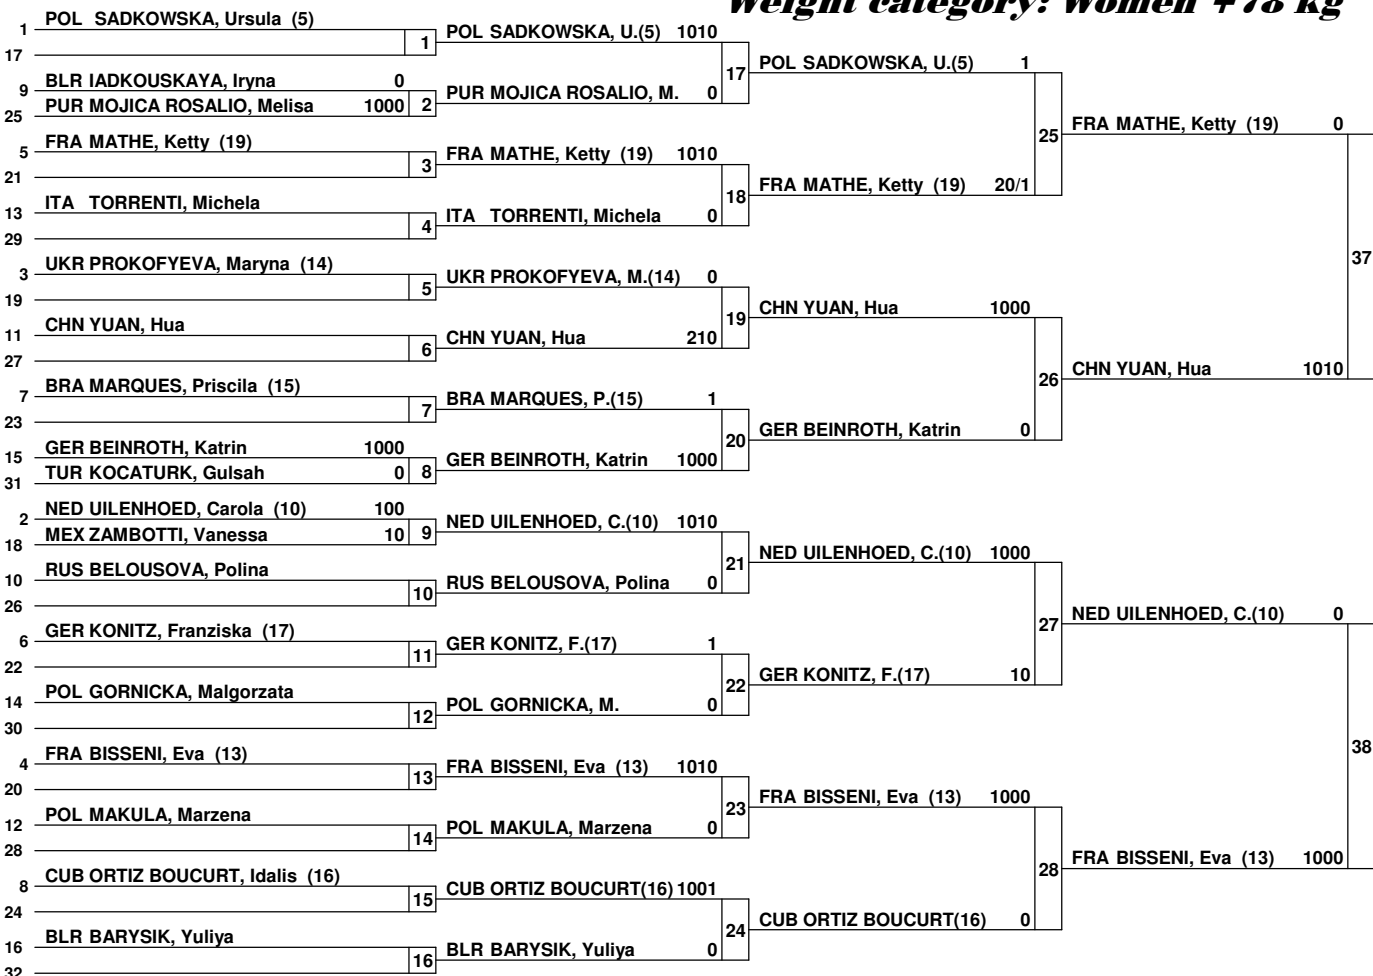 Weight category: Women +78 kg
1 POL SADKOWSKA, Ursula (5)
17
1
9 BLR IADKOUSKAYA, Iryna 0
25 PUR MOJICA ROSALIO, Melisa 1000
2
5 FRA MATHE, Ketty (19)
21
3
13 ITA TORRENTI, Michela
29
4
3 UKR PROKOFYEVA, Maryna (14)
19
5
11 CHN YUAN, Hua
27
6
7 BRA MARQUES, Priscila (15)
23
7
15 GER BEINROTH, Katrin 1000
31 TUR KOCATURK, Gulsah 0
8
2 NED UILENHOED, Carola (10) 100
18 MEX ZAMBOTTI, Vanessa 10
9
10 RUS BELOUSOVA, Polina
26
10
6 GER KONITZ, Franziska (17)
22
11
14 POL GORNICKA, Malgorzata
30
12
4 FRA BISSENI, Eva (13)
20
13
12 POL MAKULA, Marzena
28
14
8 CUB ORTIZ BOUCURT, Idalis (16)
24
15
16 BLR BARYSIK, Yuliya
32
16
POL SADKOWSKA, U.(5) 1010
PUR MOJICA ROSALIO, M. 0
17
FRA MATHE, Ketty (19) 1010
ITA TORRENTI, Michela 0
18
UKR PROKOFYEVA, M.(14) 0
CHN YUAN, Hua 210
19
BRA MARQUES, P.(15) 1
GER BEINROTH, Katrin 1000
20
NED UILENHOED, C.(10) 1010
RUS BELOUSOVA, Polina 0
21
GER KONITZ, F.(17) 1
POL GORNICKA, M. 0
22
FRA BISSENI, Eva (13) 1010
POL MAKULA, Marzena 0
23
CUB ORTIZ BOUCURT(16) 1001
BLR BARYSIK, Yuliya 0
24
POL SADKOWSKA, U.(5) 1
FRA MATHE, Ketty (19) 20/1
25
CHN YUAN, Hua 1000
GER BEINROTH, Katrin 0
26
NED UILENHOED, C.(10) 1000
GER KONITZ, F.(17) 10
27
FRA BISSENI, Eva (13) 1000
CUB ORTIZ BOUCURT(16) 0
28
FRA MATHE, Ketty (19) 0
CHN YUAN, Hua 1010
37
NED UILENHOED, C.(10) 0
FRA BISSENI, Eva (13) 1000
38